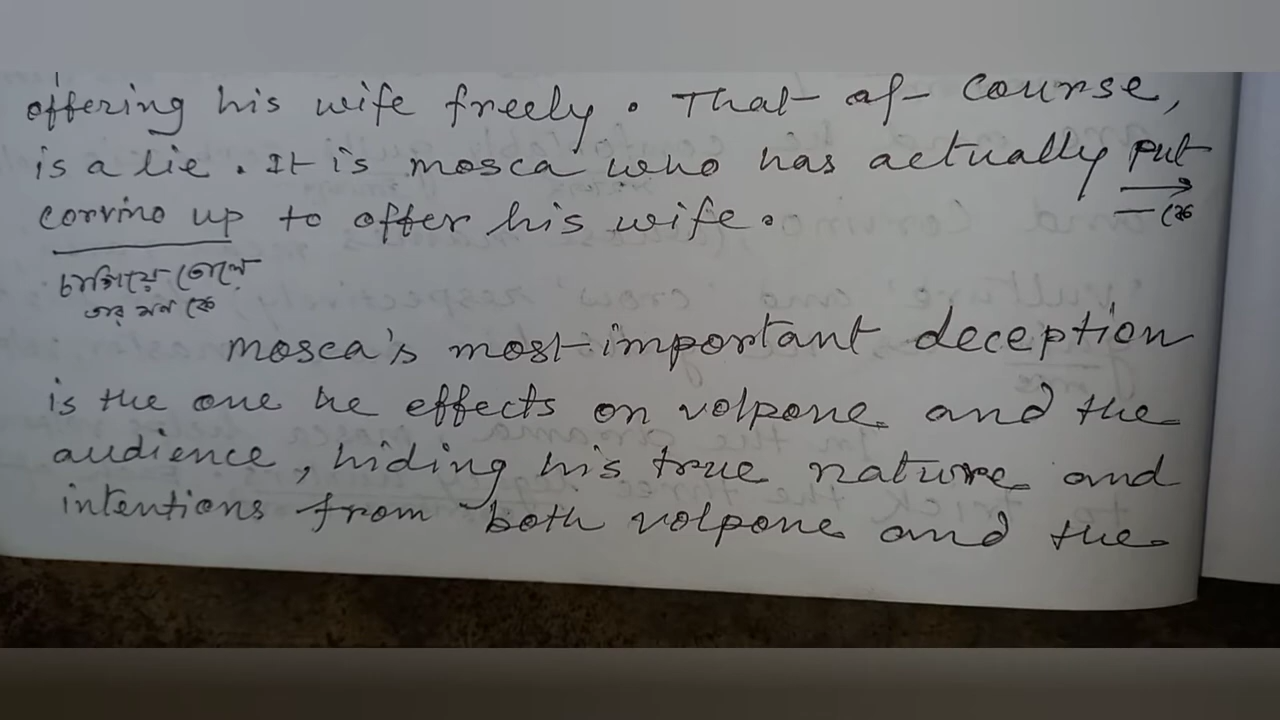 offering his wife freely. That of course,
is a lie. It is mosca who has actually put
corvino up to offer his wife.
মন কে
mosca's most important deception
is the one he effects on volpone and the
audience, hiding his true nature and
intentions from both volpone and the